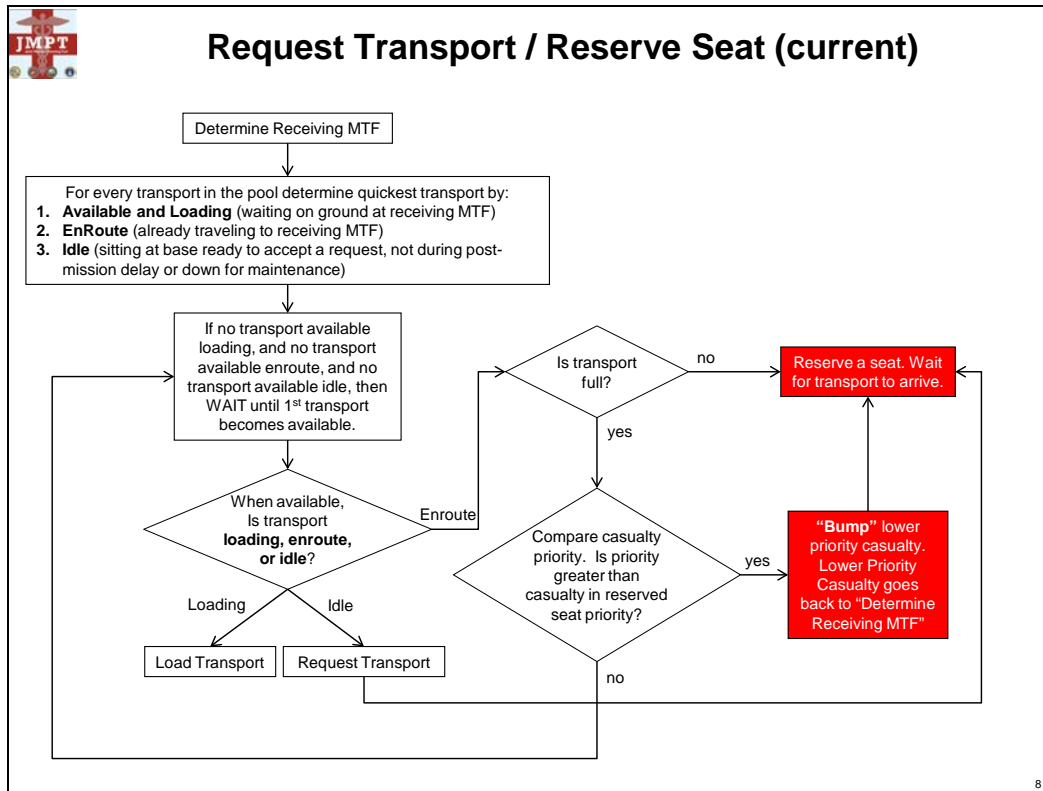 JMPT
Request Transport / Reserve Seat (current)
Determine Receiving MTF
For every transport in the pool determine quickest transport by:
1. Available and Loading (waiting on ground at receiving MTF)
2. EnRoute (already traveling to receiving MTF)
3. Idle (sitting at base ready to accept a request, not during post-
mission delay or down for maintenance)
If no transport available
loading, and no transport
available enroute, and no
transport available idle, then
WAIT until 1st transport
becomes available.
Is transport
full?
no
Reserve a seat. Wait
for transport to arrive.
yes
When available,
Is transport
loading, enroute,
or idle?
Enroute
Compare casualty
priority. Is priority
greater than
casualty in reserved
seat priority?
yes
“Bump” lower
priority casualty.
Lower Priority
Casualty goes
back to “Determine
Receiving MTF”
Loading
Idle
Load Transport
Request Transport
no
8